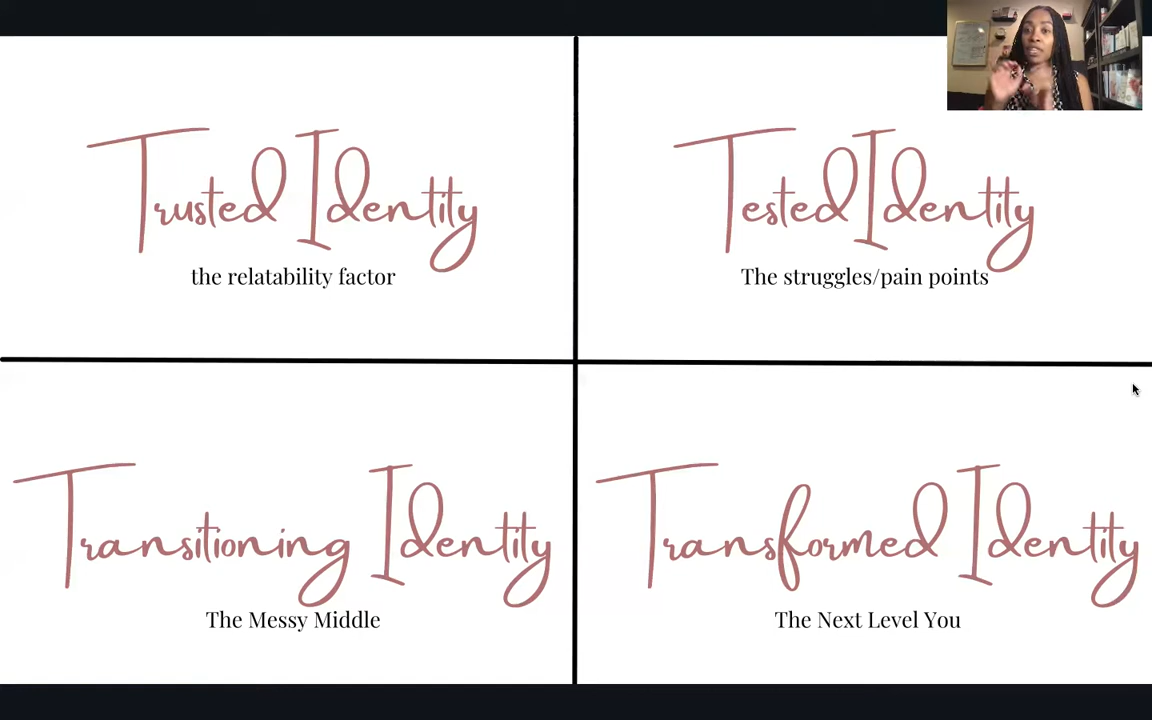 Trusted Identity
the relatability factor
Tested Identity
The struggles/pain points
Transitioning Identity
The Messy Middle
Transformed Identity
The Next Level You